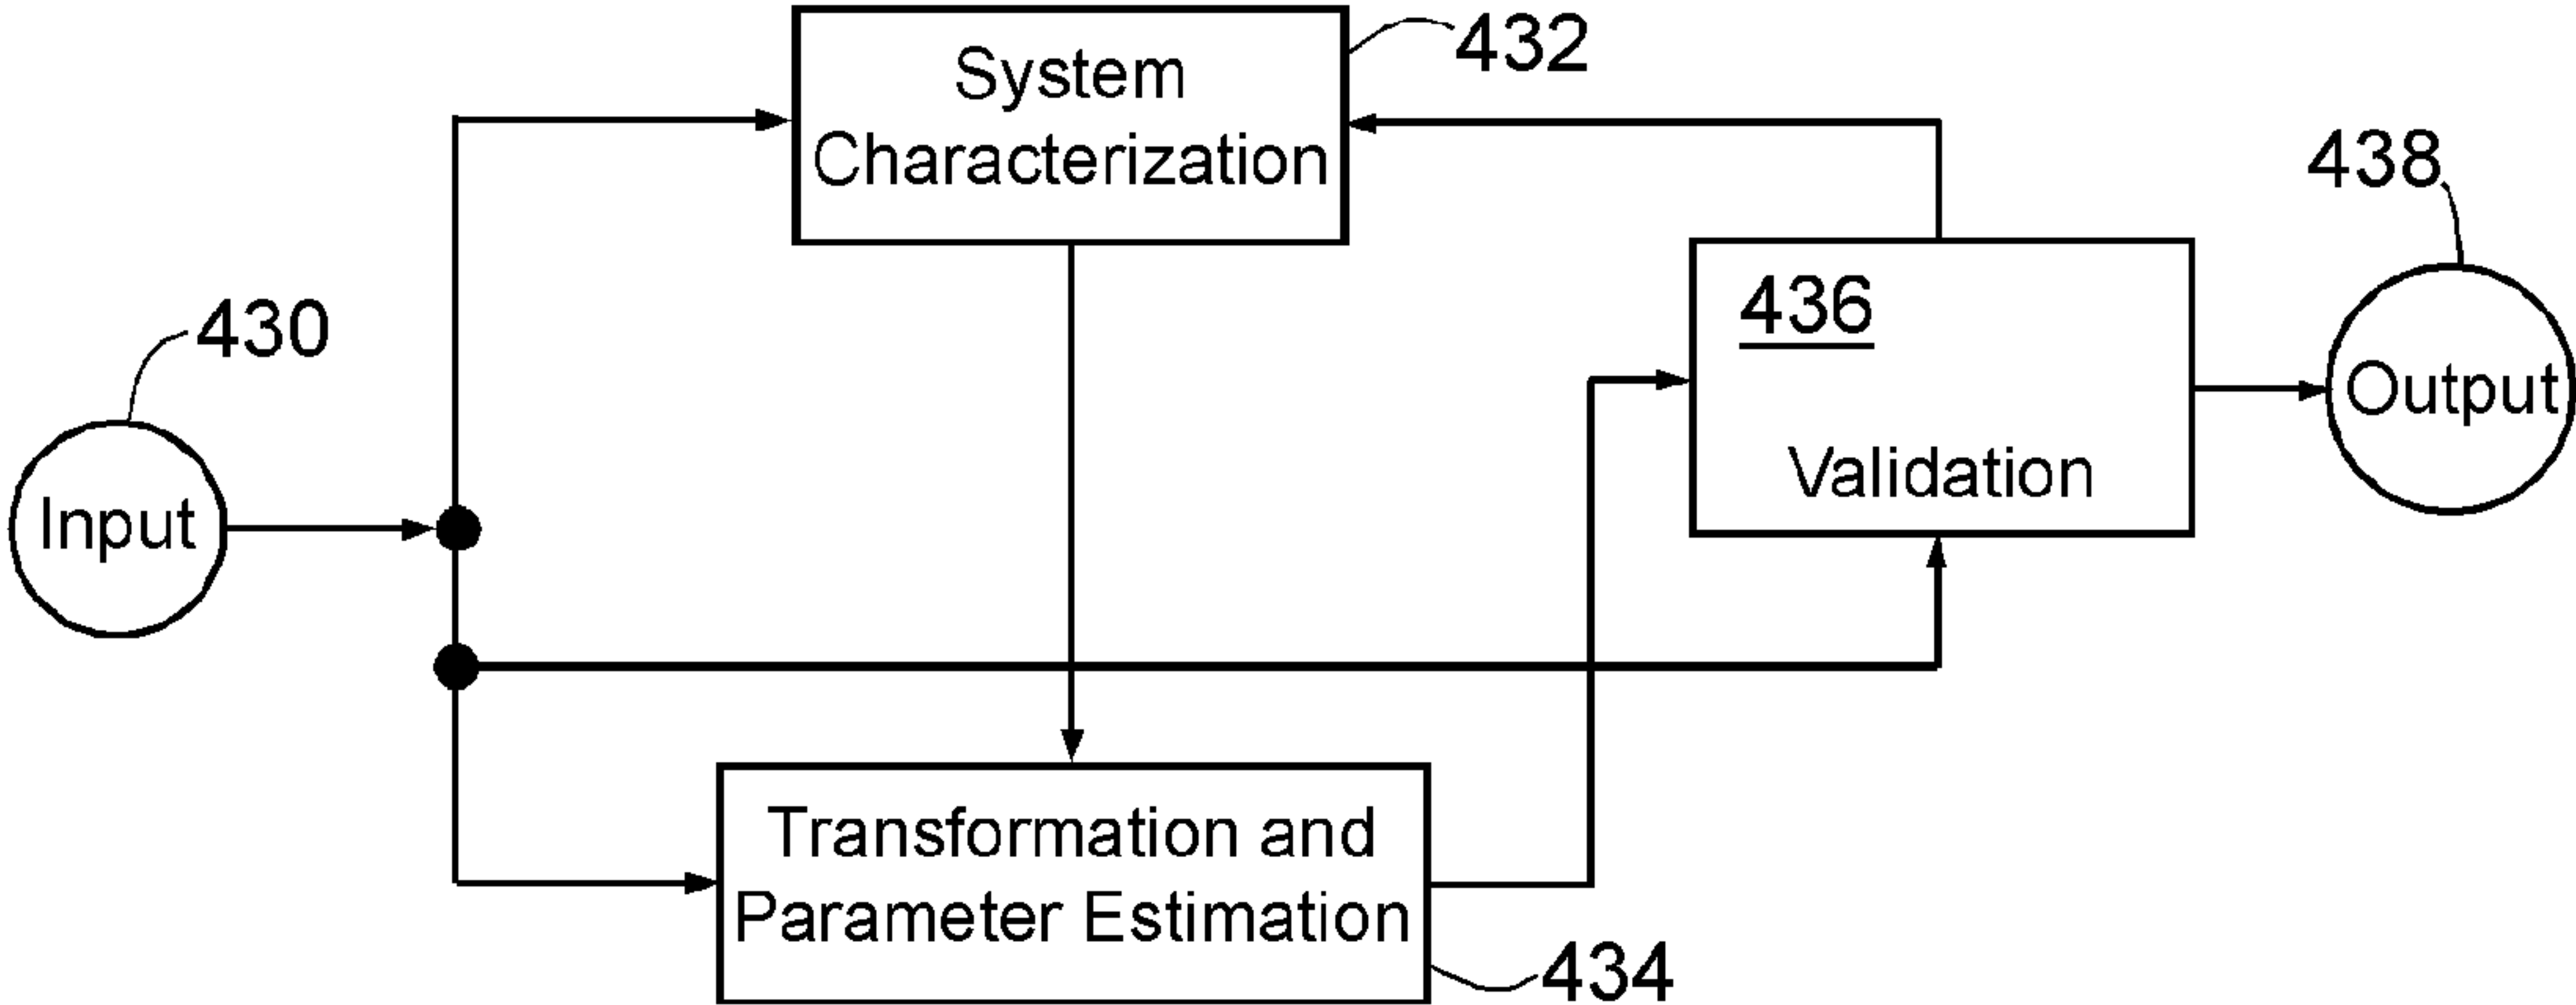 432
System
Characterization
438
436
430
Output
Validation
Input
Transformation and
Parameter Estimation
434